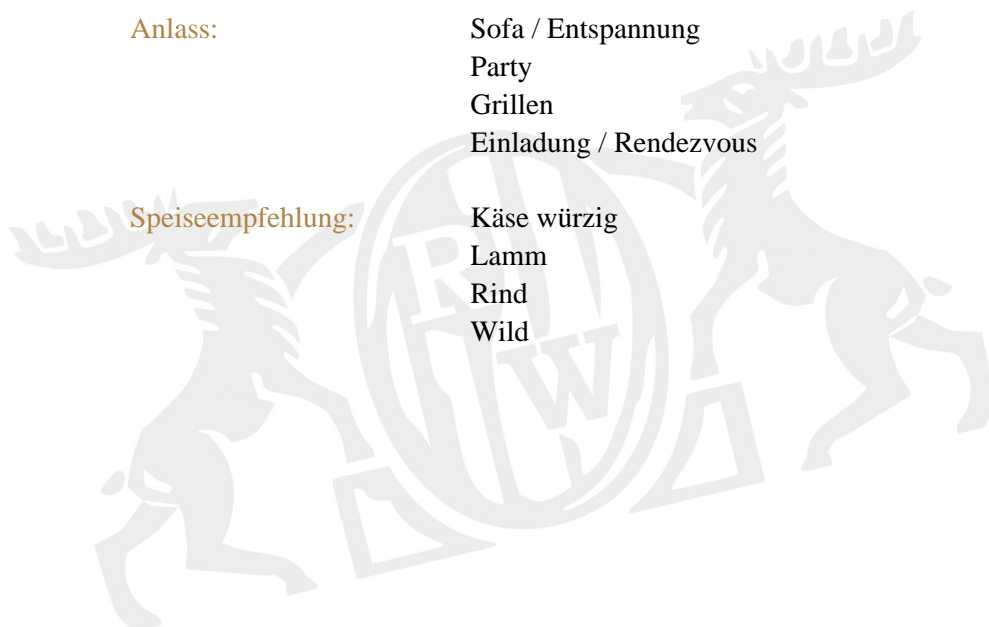 Anlass: Sofa / Entspannung
Party
Grillen
Einladung / Rendezvous
Speiseempfehlung: Käse würzig
Lamm
Rind
Wild
R
W